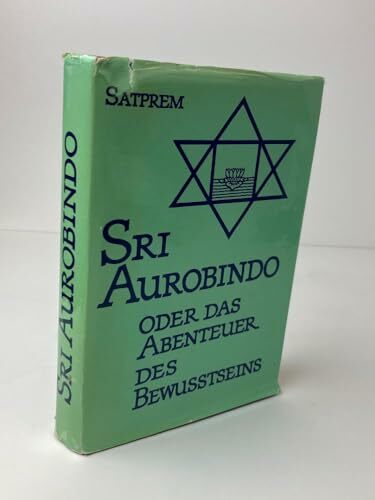 SATPREM
SRI
AUROBINDO
ODER DAS
ABENTEUER
DES
BEWUSSTSEINS
SRI AUROBINDO